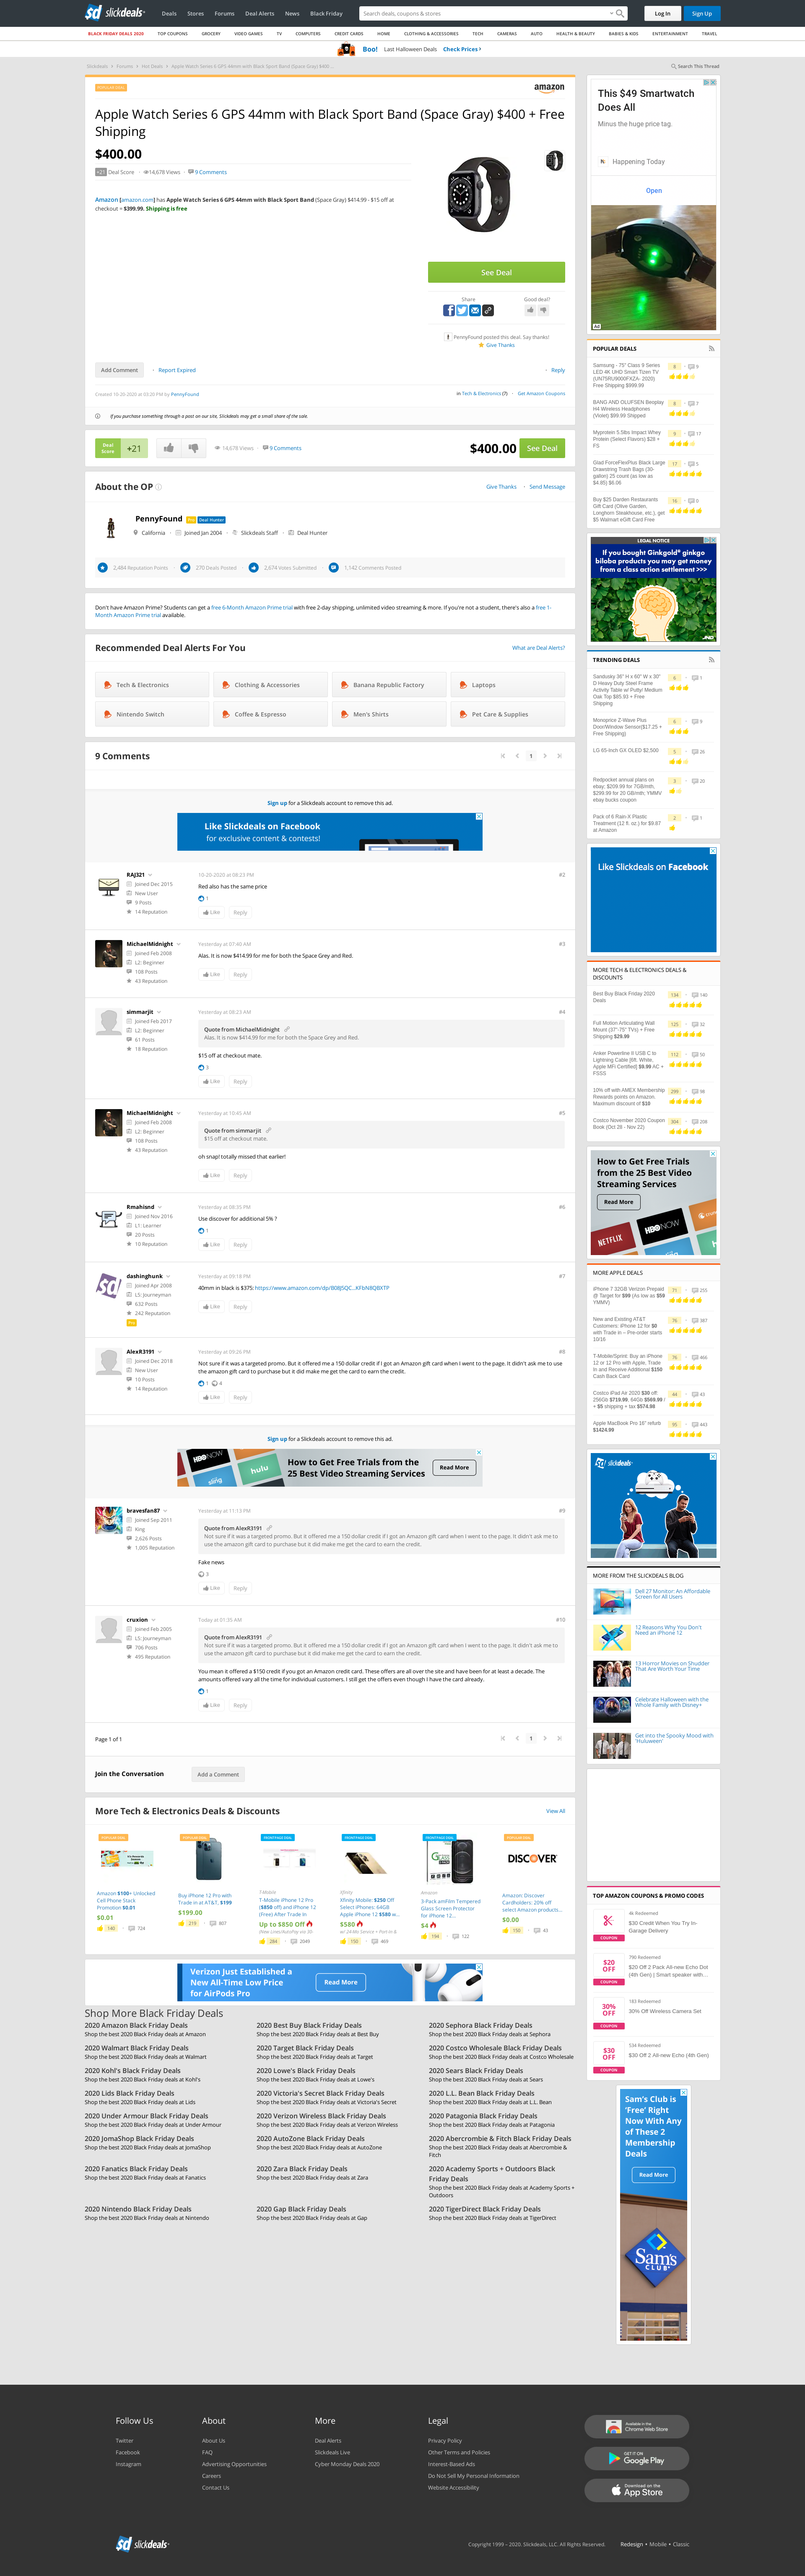 slickdeals
Deals Stores Forums Deal Alerts News Black Friday
Search deals, coupons & stores
Log In Sign Up
BLACK FRIDAY DEALS 2020 TOP COUPONS GROCERY VIDEO GAMES TV COMPUTERS CREDIT CARDS HOME CLOTHING & ACCESSORIES TECH CAMERAS AUTO HEALTH & BEAUTY BABIES & KIDS ENTERTAINMENT TRAVEL
Boo! Last Halloween Deals Check Prices
Slickdeals Forums Hot Deals Apple Watch Series 6 GPS 44mm with Black Sport Band (Space Gray) $400 ...
Search This Thread
POPULAR DEAL
amazon
Apple Watch Series 6 GPS 44mm with Black Sport Band (Space Gray) $400 + Free
Shipping
$400.00
+21 Deal Score 14,678 Views 9 Comments
Amazon [amazon.com] has Apple Watch Series 6 GPS 44mm with Black Sport Band (Space Gray) $414.99 - $15 off at
checkout = $399.99. Shipping is free
See Deal
Share Good deal?
PennyFound posted this deal. Say thanks!
Give Thanks
Add Comment Report Expired Reply
Created 10-20-2020 at 03:20 PM by PennyFound
in Tech & Electronics (7) Get Amazon Coupons
If you purchase something through a post on our site, Slickdeals may get a small share of the sale.
Deal
Score
+21
14,678 Views 9 Comments
$400.00 See Deal
About the OP
Give Thanks Send Message
PennyFound Pro Deal Hunter
California Joined Jan 2004 Slickdeals Staff Deal Hunter
2,484 Reputation Points 270 Deals Posted 2,674 Votes Submitted 1,142 Comments Posted
Don't have Amazon Prime? Students can get a free 6-Month Amazon Prime trial with free 2-day shipping, unlimited video streaming & more. If you're not a student, there's also a free 1-
Month Amazon Prime trial available.
Recommended Deal Alerts For You
What are Deal Alerts?
Tech & Electronics Clothing & Accessories Banana Republic Factory Laptops
Nintendo Switch Coffee & Espresso Men's Shirts Pet Care & Supplies
9 Comments
1
Sign up for a Slickdeals account to remove this ad.
Like Slickdeals on Facebook
for exclusive content & contests!
RAJ321
Joined Dec 2015
New User
9 Posts
14 Reputation
10-20-2020 at 08:23 PM
#2
Red also has the same price
1
Like Reply
MichaelMidnight
Joined Feb 2008
L2: Beginner
108 Posts
43 Reputation
Yesterday at 07:40 AM
#3
Alas. It is now $414.99 for me for both the Space Grey and Red.
Like Reply
simmarjit
Joined Feb 2017
L2: Beginner
61 Posts
18 Reputation
Yesterday at 08:23 AM
#4
Quote from MichaelMidnight
Alas. It is now $414.99 for me for both the Space Grey and Red.
$15 off at checkout mate.
3
Like Reply
MichaelMidnight
Joined Feb 2008
L2: Beginner
108 Posts
43 Reputation
Yesterday at 10:45 AM
#5
Quote from simmarjit
$15 off at checkout mate.
oh snap! totally missed that earlier!
Like Reply
Rmahisnd
Joined Nov 2016
L1: Learner
20 Posts
10 Reputation
Yesterday at 08:35 PM
#6
Use discover for additional 5% ?
1
Like Reply
dashinghunk
Joined Apr 2008
L5: Journeyman
632 Posts
242 Reputation
Pro
Yesterday at 09:18 PM
#7
40mm in black is $375: https://www.amazon.com/dp/B08J5QC...KFbN8QBXTP
Like Reply
AlexR3191
Joined Dec 2018
New User
10 Posts
14 Reputation
Yesterday at 09:26 PM
#8
Not sure if it was a targeted promo. But it offered me a 150 dollar credit if I got an Amazon gift card when I went to the page. It didn't ask me to use
the amazon gift card to purchase but it did make me get the card to earn the credit.
1 4
Like Reply
Sign up for a Slickdeals account to remove this ad.
How to Get Free Trials from the
25 Best Video Streaming Services
Read More
bravesfan87
Joined Sep 2011
King
2,626 Posts
1,005 Reputation
Yesterday at 11:13 PM
#9
Quote from AlexR3191
Not sure if it was a targeted promo. But it offered me a 150 dollar credit if I got an Amazon gift card when I went to the page. It didn't ask me to
use the amazon gift card to purchase but it did make me get the card to earn the credit.
Fake news
3
Like Reply
cruxion
Joined Feb 2005
L5: Journeyman
706 Posts
495 Reputation
Today at 01:35 AM
#10
Quote from AlexR3191
Not sure if it was a targeted promo. But it offered me a 150 dollar credit if I got an Amazon gift card when I went to the page. It didn't ask me to
use the amazon gift card to purchase but it did make me get the card to earn the credit.
You mean it offered a $150 credit if you got an Amazon credit card. These offers are all over the site and have been for at least a decade. The
amounts offered vary all the time for individual customers. I still get the offers even though I have the card already.
1
Like Reply
Page 1 of 1
1
Join the Conversation Add a Comment
More Tech & Electronics Deals & Discounts
View All
POPULAR DEAL
Amazon $100+ Unlocked
Cell Phone Stack
Promotion $0.01
$0.01
140 724
POPULAR DEAL
Buy iPhone 12 Pro with
Trade in at AT&T. $199
$199.00
219 807
FRONTPAGE DEAL
T-Mobile
T-Mobile iPhone 12 Pro
($850 off) and iPhone 12
(Free) After Trade In
Up to $850 Off
284 2049
FRONTPAGE DEAL
Xfinity
Xfinity Mobile: $250 Off
Select iPhones: 64GB
Apple iPhone 12 $580 w...
$580
w/ 24-Mo Service + Port-In &
150 469
FRONTPAGE DEAL
Amazon
3-Pack amFilm Tempered
Glass Screen Protector
for iPhone 12...
$4
194 122
POPULAR DEAL
DISCOVER
Amazon: Discover
Cardholders: 20% off
select Amazon products...
$0.00
150 49
Verizon Just Established a
New All-Time Low Price
for AirPods Pro
Read More
Shop More Black Friday Deals
2020 Amazon Black Friday Deals
Shop the best 2020 Black Friday deals at Amazon
2020 Best Buy Black Friday Deals
Shop the best 2020 Black Friday deals at Best Buy
2020 Sephora Black Friday Deals
Shop the best 2020 Black Friday deals at Sephora
2020 Walmart Black Friday Deals
Shop the best 2020 Black Friday deals at Walmart
2020 Target Black Friday Deals
Shop the best 2020 Black Friday deals at Target
2020 Costco Wholesale Black Friday Deals
Shop the best 2020 Black Friday deals at Costco Wholesale
2020 Kohl's Black Friday Deals
Shop the best 2020 Black Friday deals at Kohl's
2020 Lowe's Black Friday Deals
Shop the best 2020 Black Friday deals at Lowe's
2020 Sears Black Friday Deals
Shop the best 2020 Black Friday deals at Sears
2020 Lids Black Friday Deals
Shop the best 2020 Black Friday deals at Lids
2020 Victoria's Secret Black Friday Deals
Shop the best 2020 Black Friday deals at Victoria's Secret
2020 L.L. Bean Black Friday Deals
Shop the best 2020 Black Friday deals at L.L. Bean
2020 Under Armour Black Friday Deals
Shop the best 2020 Black Friday deals at Under Armour
2020 Verizon Wireless Black Friday Deals
Shop the best 2020 Black Friday deals at Verizon Wireless
2020 Patagonia Black Friday Deals
Shop the best 2020 Black Friday deals at Patagonia
2020 JomaShop Black Friday Deals
Shop the best 2020 Black Friday deals at JomaShop
2020 AutoZone Black Friday Deals
Shop the best 2020 Black Friday deals at AutoZone
2020 Abercrombie & Fitch Black Friday Deals
Shop the best 2020 Black Friday deals at Abercrombie &
Fitch
2020 Fanatics Black Friday Deals
Shop the best 2020 Black Friday deals at Fanatics
2020 Zara Black Friday Deals
Shop the best 2020 Black Friday deals at Zara
2020 Academy Sports + Outdoors Black
Friday Deals
Shop the best 2020 Black Friday deals at Academy Sports +
Outdoors
2020 Nintendo Black Friday Deals
Shop the best 2020 Black Friday deals at Nintendo
2020 Gap Black Friday Deals
Shop the best 2020 Black Friday deals at Gap
2020 TigerDirect Black Friday Deals
Shop the best 2020 Black Friday deals at TigerDirect
This $49 Smartwatch
Does All
Minus the huge price tag.
Happening Today
Open
Ad
POPULAR DEALS
Samsung - 75" Class 9 Series
LED 4K UHD Smart Tizen TV
(UN75RU9000FXZA- 2020)
Free Shipping $899.99
8 9
BANG AND OLUFSEN Beoplay
H4 Wireless Headphones
(Violet) $99.99 Shipped
6 7
Myprotein 5.5lbs Impact Whey
Protein (Select Flavors) $28 +
FS
9 17
Glad ForceFlexPlus Black Large
Drawstring Trash Bags (30-
gallon) 25 count (as low as
$4.85) $6.06
17 5
Buy $25 Darden Restaurants
Gift Card (Olive Garden,
Longhorn Steakhouse, etc.), get
$5 Walmart eGift Card Free
16 0
LEGAL NOTICE
If you bought Ginkgold® ginkgo
biloba products you may get money
from a class action settlement >>>
TRENDING DEALS
Sandusky 36" H x 60" W x 30"
D Heavy Duty Steel Frame
Activity Table w/ Putty/ Medium
Oak Top $85.93 + Free
Shipping
6 1
Monoprice Z-Wave Plus
Door/Window Sensor($17.25 +
Free Shipping)
6 9
LG 65-Inch GX OLED $2,500
5 26
Redpocket annual plans on
ebay: $209.99 for 7GB/mth,
$299.99 for 20 GB/mth: YMMV
ebay bucks coupon
3 20
Pack of 6 Rain-X Plastic
Treatment (12 fl. oz.) for $9.87
at Amazon
2 1
Like Slickdeals on Facebook
MORE TECH & ELECTRONICS DEALS &
DISCOUNTS
Best Buy Black Friday 2020
Deals
134 140
Full Motion Articulating Wall
Mount (37"-75" TVs) + Free
Shipping $29.99
125 32
Anker Powerline II USB C to
Lightning Cable [6ft, White,
Apple MFi Certified] $9.99 AC +
FSSS
112 50
10% off with AMEX Membership
Rewards points on Amazon.
Maximum discount of $10
299 98
Costco November 2020 Coupon
Book (Oct 28 - Nov 22)
304 208
How to Get Free Trials
from the 25 Best Video
Streaming Services
Read More
MORE APPLE DEALS
iPhone 7 32GB Verizon Prepaid
@ Target for $99 (As low as $59
YMMV)
71 255
New and Existing AT&T
Customers: iPhone 12 for $0
with Trade in – Pre-order starts
10/16
76 387
T-Mobile/Sprint: Buy an iPhone
12 or 12 Pro with Apple, Trade
In and Receive Additional $150
Cash Back Card
76 466
Costco iPad Air 2020 $30 off:
256Gb $719.99. 64Gb $569.99 /
+ $5 shipping + tax $574.98
44 43
Apple MacBook Pro 16" refurb
$1424.99
95 443
slickdeals
MORE FROM THE SLICKDEALS BLOG
Dell 27 Monitor: An Affordable
Screen for All Users
12 Reasons Why You Don't
Need an iPhone 12
13 Horror Movies on Shudder
That Are Worth Your Time
Celebrate Halloween with the
Whole Family with Disney+
Get into the Spooky Mood with
'Huluween'
TOP AMAZON COUPONS & PROMO CODES
COUPON
4k Redeemed
$30 Credit When You Try In-
Garage Delivery
$20
OFF
COUPON
790 Redeemed
$20 Off 2 Pack All-new Echo Dot
(4th Gen) | Smart speaker with...
30%
OFF
COUPON
183 Redeemed
30% Off Wireless Camera Set
$30
OFF
COUPON
534 Redeemed
$30 Off 2 All-new Echo (4th Gen)
Sam's Club is
'Free' Right
Now With Any
of These 2
Membership
Deals
Read More
Sam's
CLUB
Follow Us
Twitter
Facebook
Instagram
About
About Us
FAQ
Advertising Opportunities
Careers
Contact Us
More
Deal Alerts
Slickdeals Live
Cyber Monday Deals 2020
Legal
Privacy Policy
Other Terms and Policies
Interest-Based Ads
Do Not Sell My Personal Information
Website Accessibility
Available in the
Chrome Web Store
GET IT ON
Google Play
Download on the
App Store
slickdeals
Copyright 1999 – 2020. Slickdeals, LLC. All Rights Reserved. Redesign • Mobile • Classic